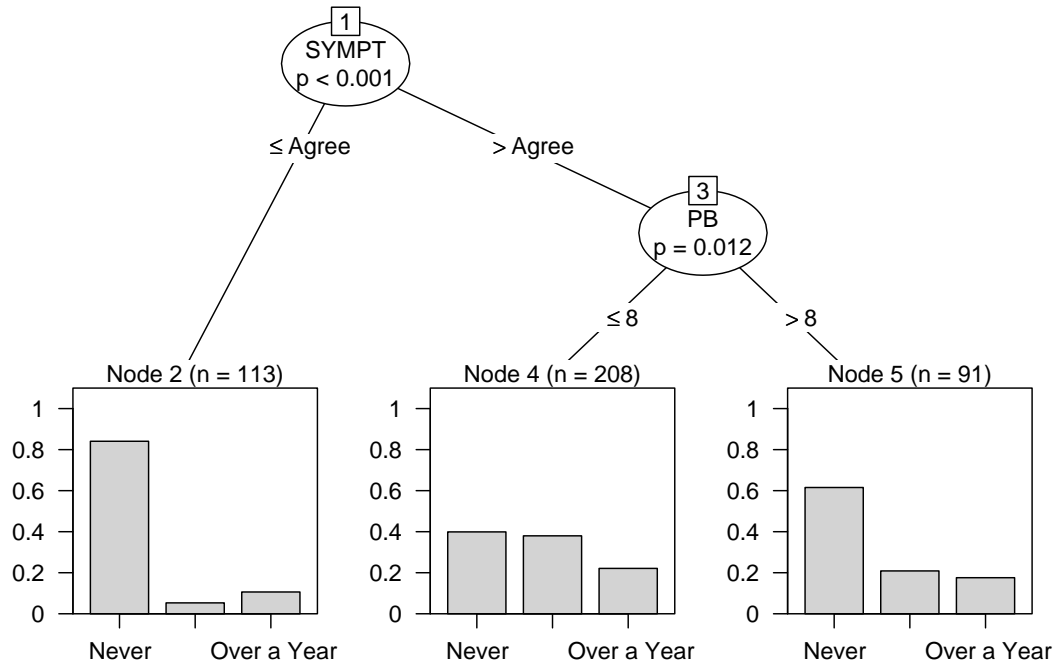 1
SYMPT
p < 0.001
≤ Agree
> Agree
3
PB
p = 0.012
≤ 8
> 8
Node 2 (n = 113)
1
0.8
0.6
0.4
0.2
0
Never
Over a Year
Node 4 (n = 208)
1
0.8
0.6
0.4
0.2
0
Never
Over a Year
Node 5 (n = 91)
1
0.8
0.6
0.4
0.2
0
Never
Over a Year